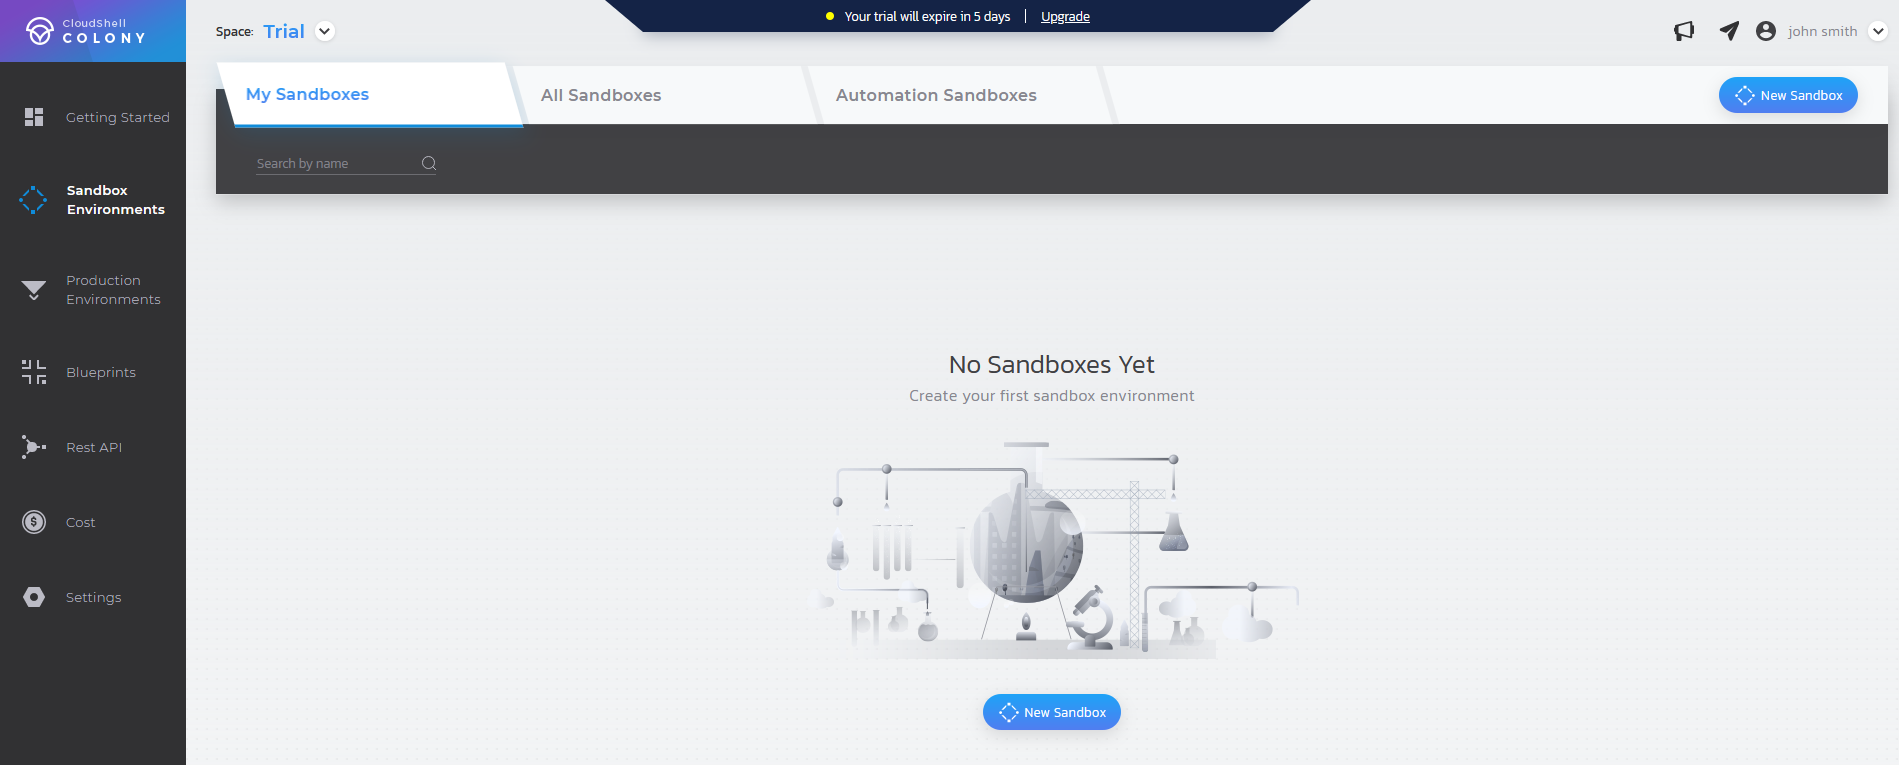 CloudShell
COLONY
Space: Trial
Your trial will expire in 5 days | Upgrade
john smith
Getting Started
Sandbox
Environments
Production
Environments
Blueprints
Rest API
Cost
Settings
My Sandboxes
All Sandboxes
Automation Sandboxes
New Sandbox
Search by name
No Sandboxes Yet
Create your first sandbox environment
New Sandbox